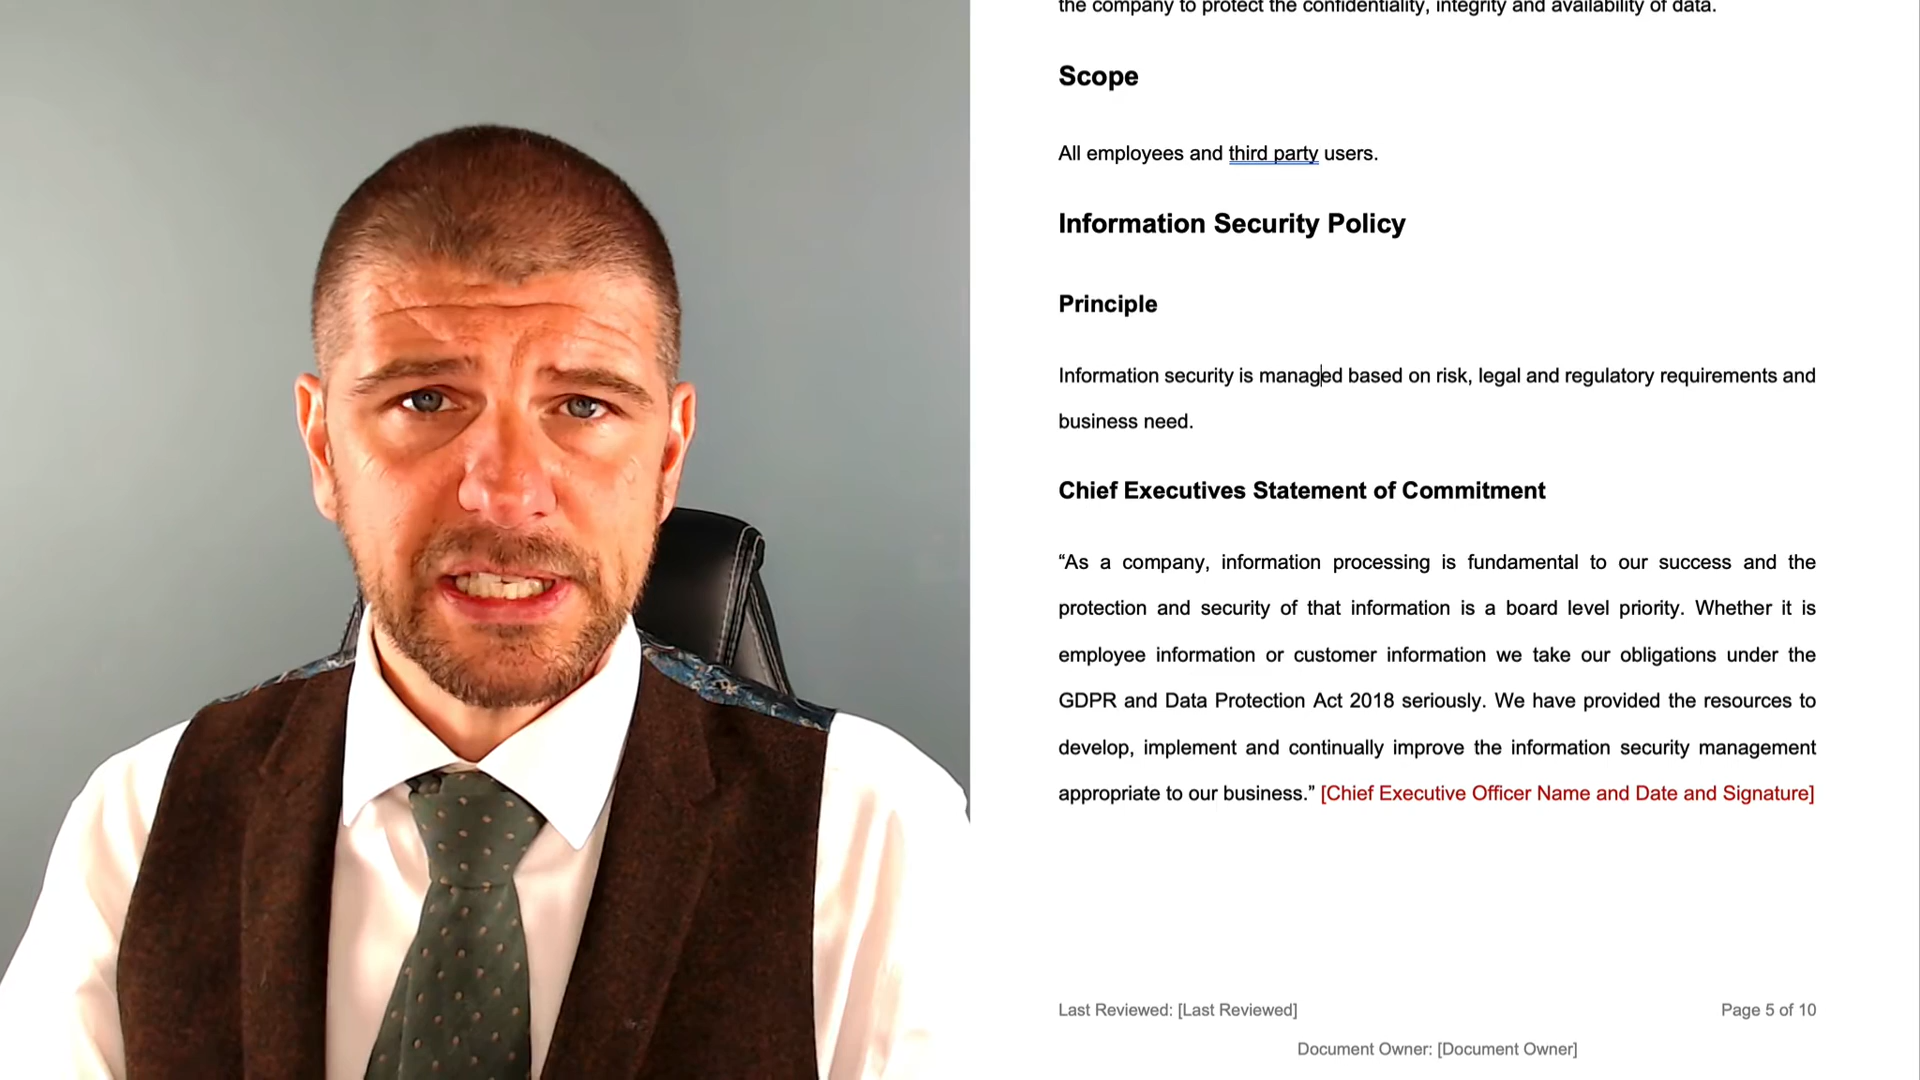 the company to protect the confidentiality, integrity and availability of data.
Scope
All employees and third party users.
Information Security Policy
Principle
Information security is managed based on risk, legal and regulatory requirements and
business need.
Chief Executives Statement of Commitment
“As a company, information processing is fundamental to our success and the
protection and security of that information is a board level priority. Whether it is
employee information or customer information we take our obligations under the
GDPR and Data Protection Act 2018 seriously. We have provided the resources to
develop, implement and continually improve the information security management
appropriate to our business.” [Chief Executive Officer Name and Date and Signature]
Last Reviewed: [Last Reviewed]
Page 5 of 10
Document Owner: [Document Owner]